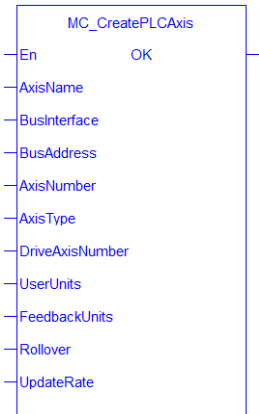 MC_CreatePLCAxis
En OK
AxisName
BusInterface
BusAddress
AxisNumber
AxisType
DriveAxisNumber
UserUnits
FeedbackUnits
Rollover
UpdateRate